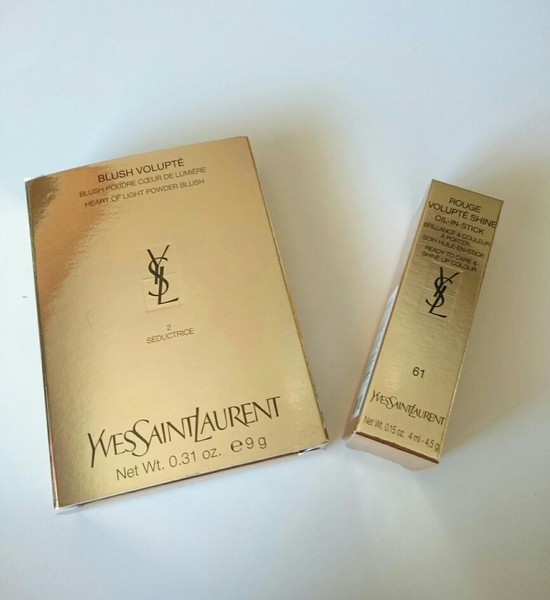 BLUSH VOLUPTÉ
BLUSH POUDRE CŒUR DE LUMIÈRE
HEART OF LIGHT POWDER BLUSH
YSL
2
SEDUCTRICE
YVESSAINTLAURENT
Net Wt. 0.31 oz. ℮ 9 g
ROUGE
VOLUPTÉ SHINE
OIL-IN-STICK
BRILLANCE & COULEUR
À PORTER
SOIN HUILE-EN-STICK
READY TO CARE &
SHINE UP COLOUR
YSL
61
YVESSAINTLAURENT
Net Wt. 0.15 oz. 4 ml - 4.5 g